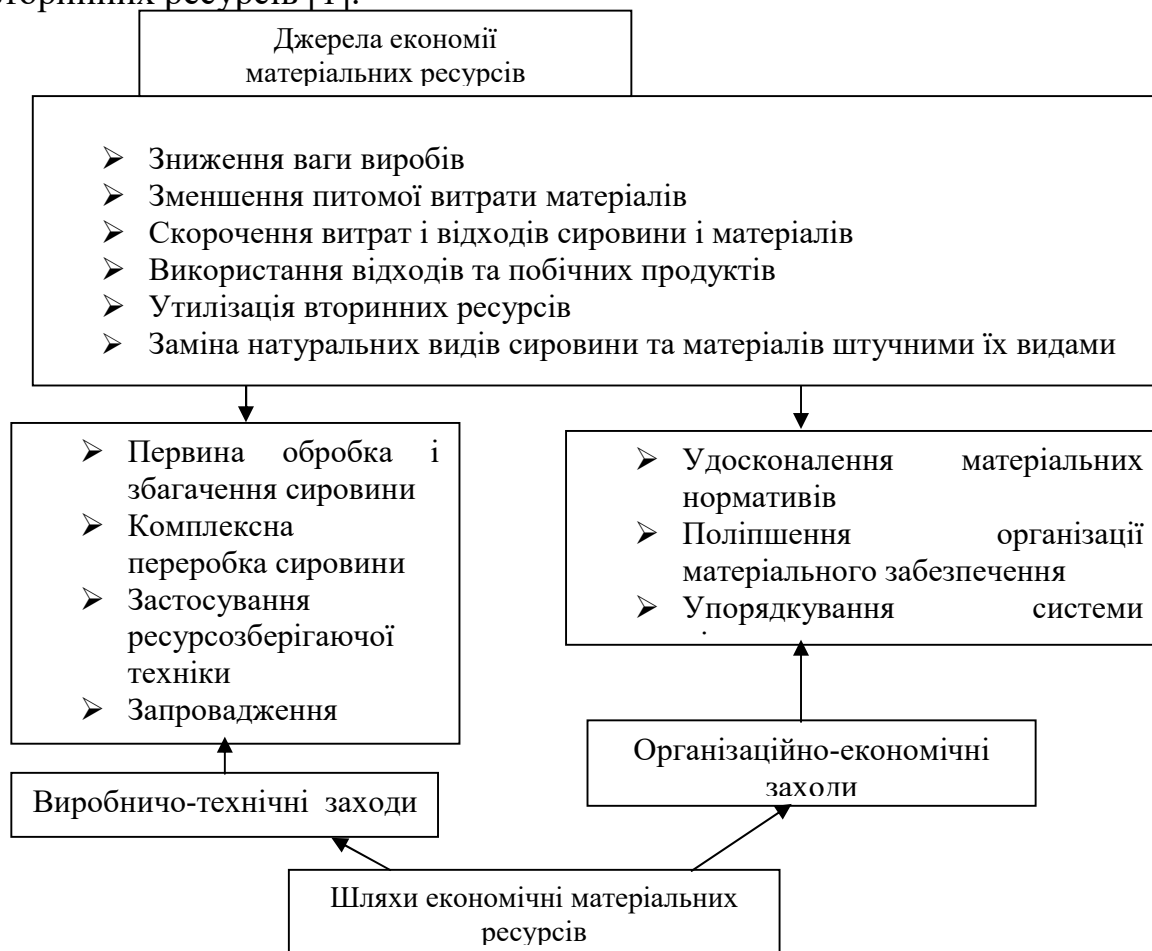 ресурсів [1].
Джерела економії
матеріальних ресурсів
Зниження ваги виробів
Зменшення питомої витрати матеріалів
Скорочення витрат і відходів сировини і матеріалів
Використання відходів та побічних продуктів
Утилізація вторинних ресурсів
Заміна натуральних видів сировини та матеріалів штучними їх видами
Первина обробка і
збагачення сировини
Комплексна
переробка сировини
Застосування
ресурсозберігаючої
техніки
Запровадження
Удосконалення матеріальних
нормативів
Поліпшення організації
матеріального забезпечення
Упорядкування системи
Організаційно-економічні
заходи
Виробничо-технічні заходи
Шляхи економічні матеріальних
ресурсів